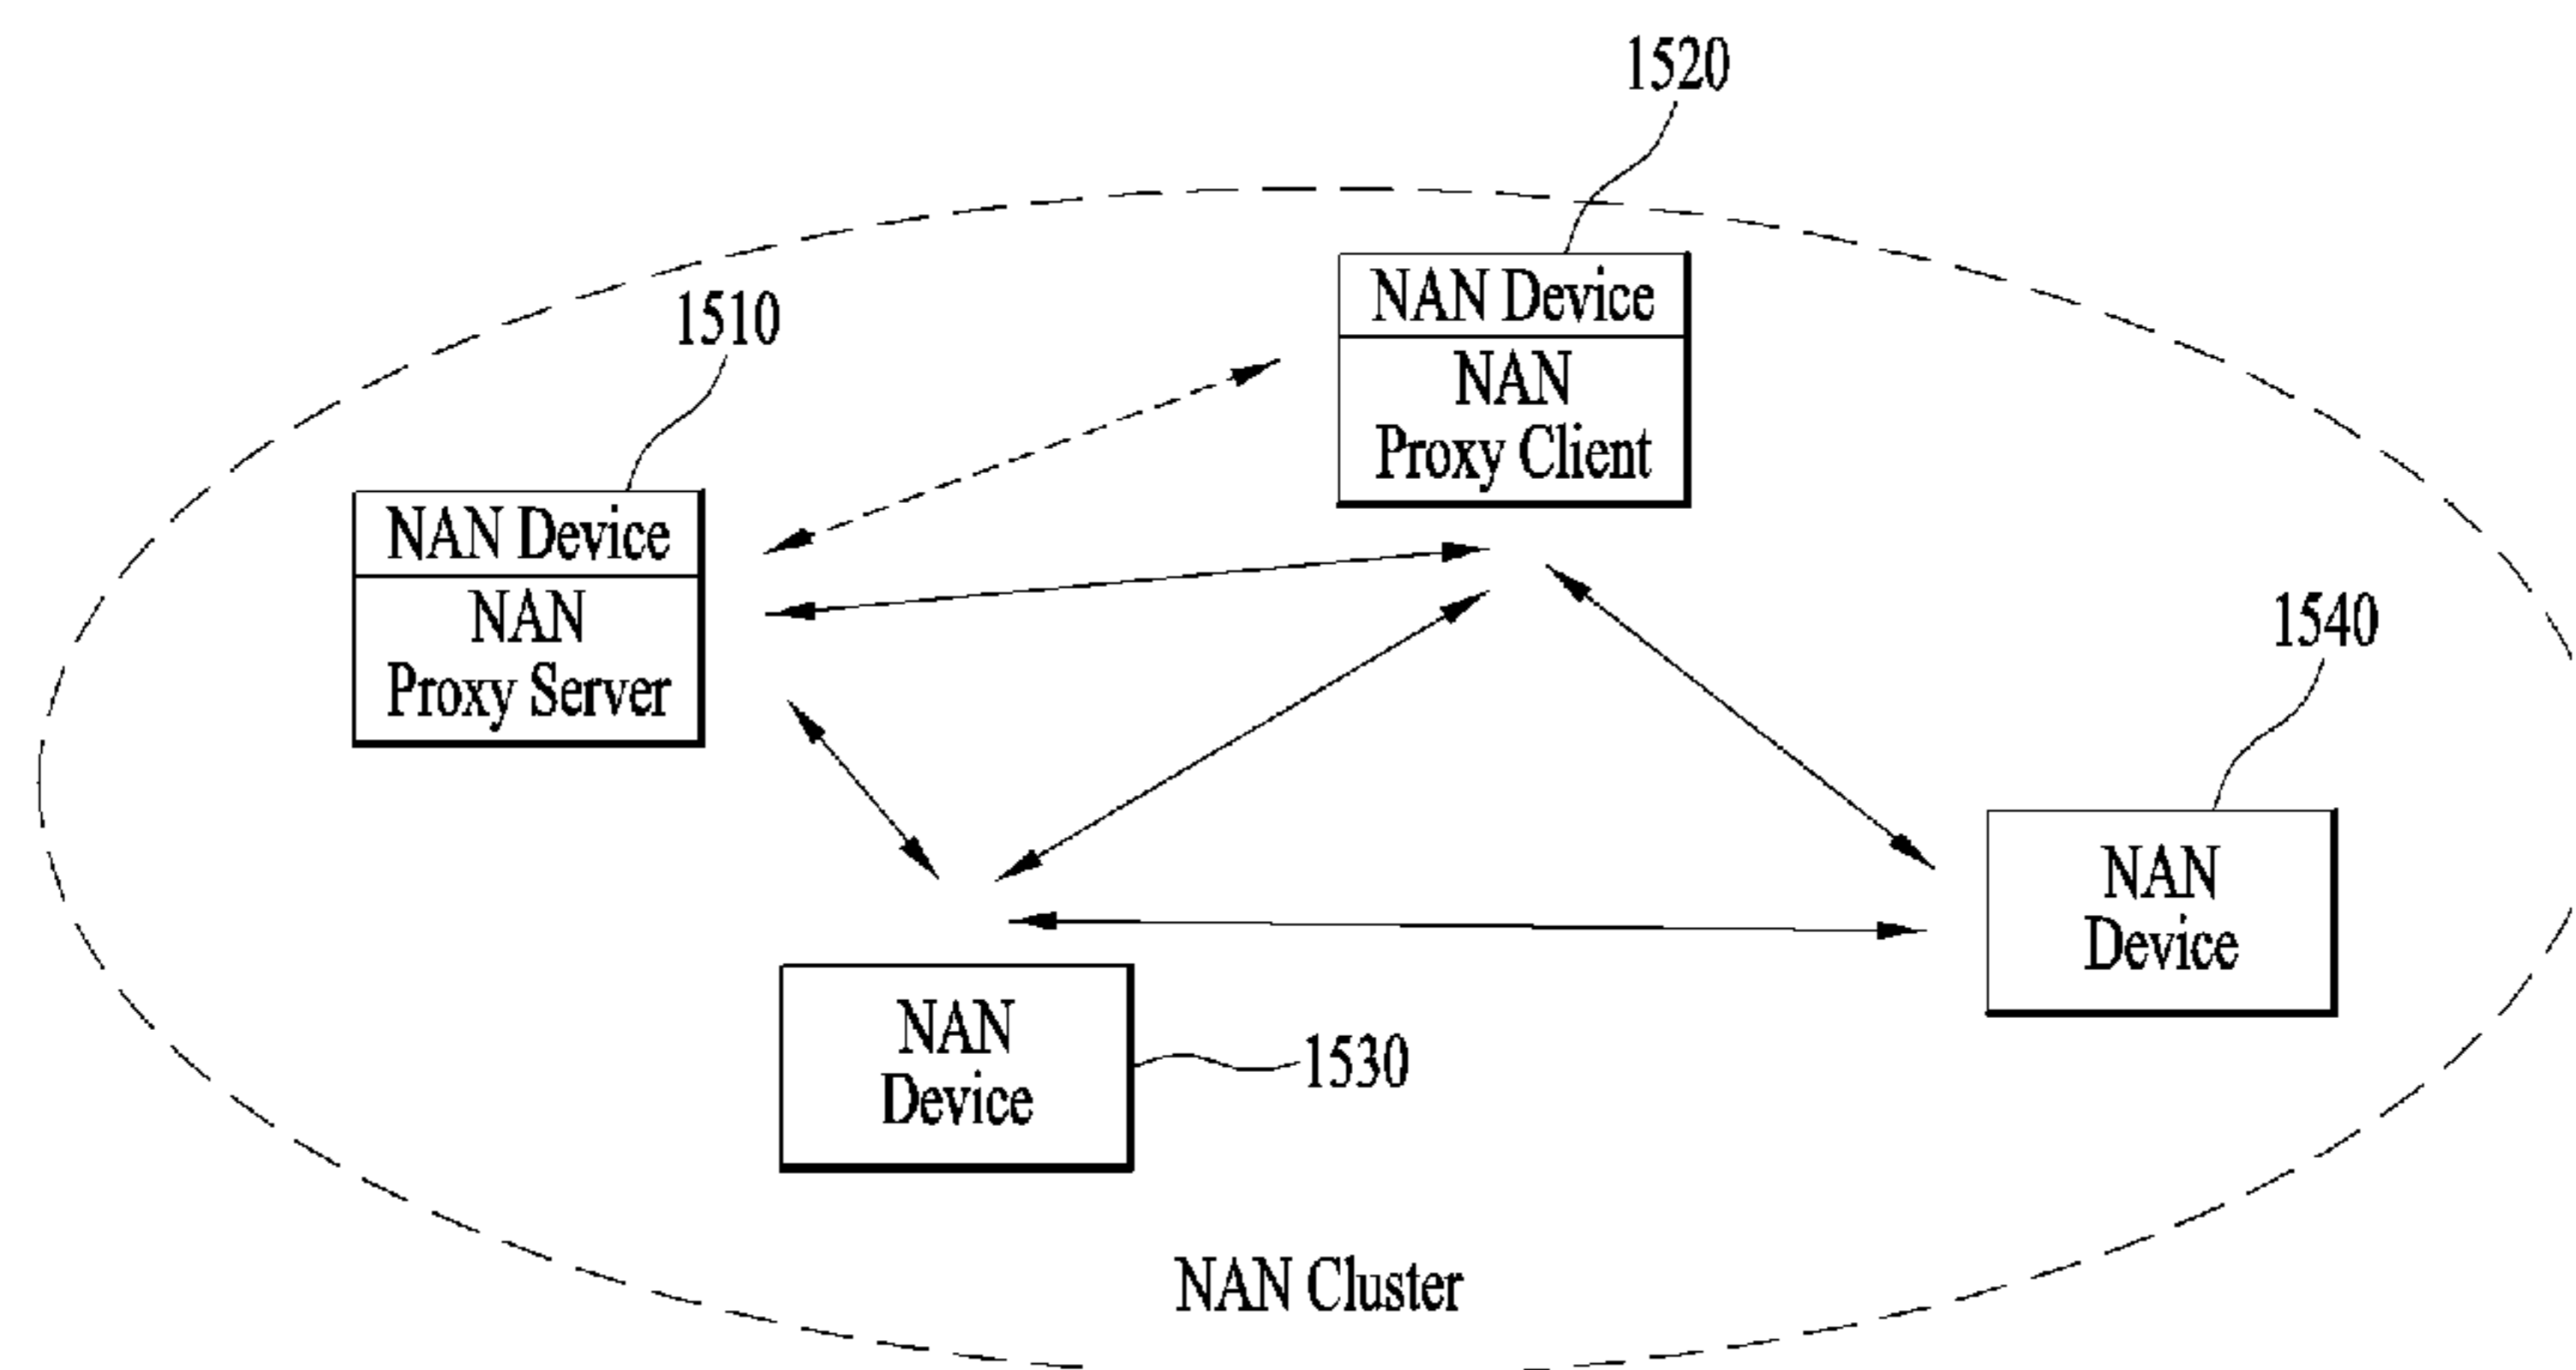 1520
NAN Device
NAN
Proxy Client
1510
NAN Device
NAN
Proxy Server
1540
NAN
Device
NAN
Device
1530
NAN Cluster